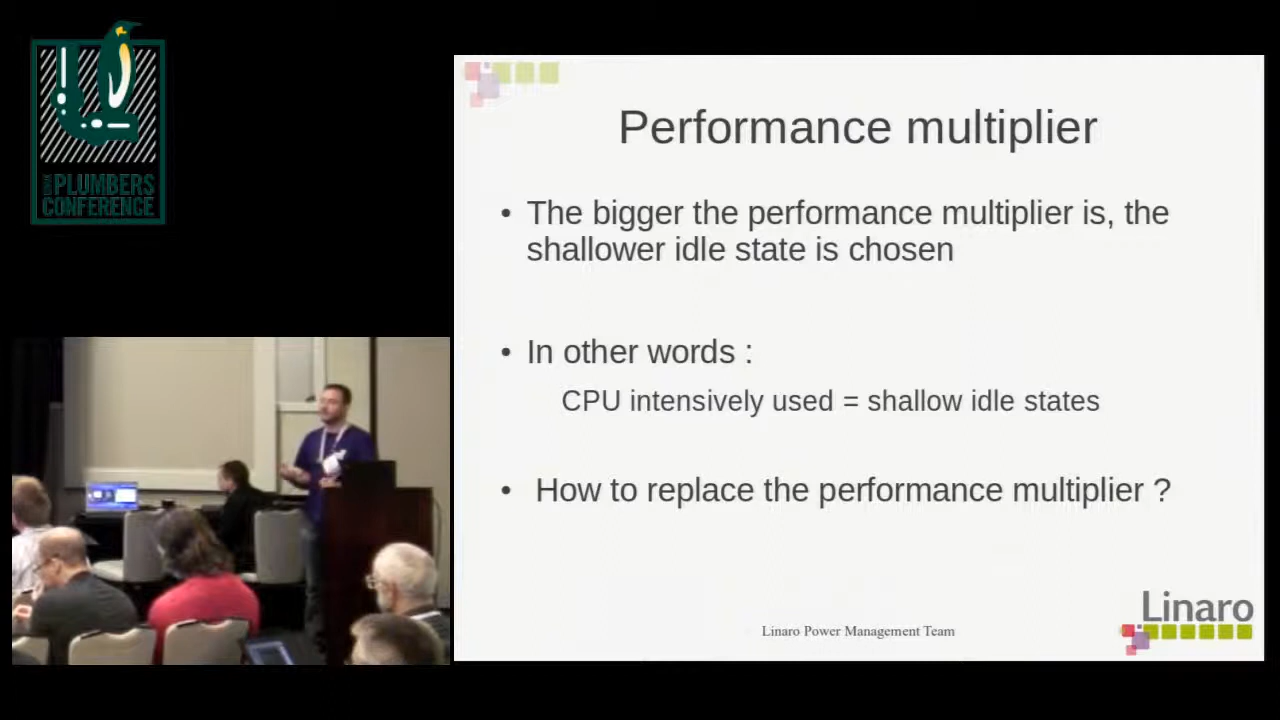 PLUMBERS
CONFERENCE
Performance multiplier
• The bigger the performance multiplier is, the
shallower idle state is chosen
• In other words :
CPU intensively used = shallow idle states
• How to replace the performance multiplier ?
Linaro Power Management Team
Linaro